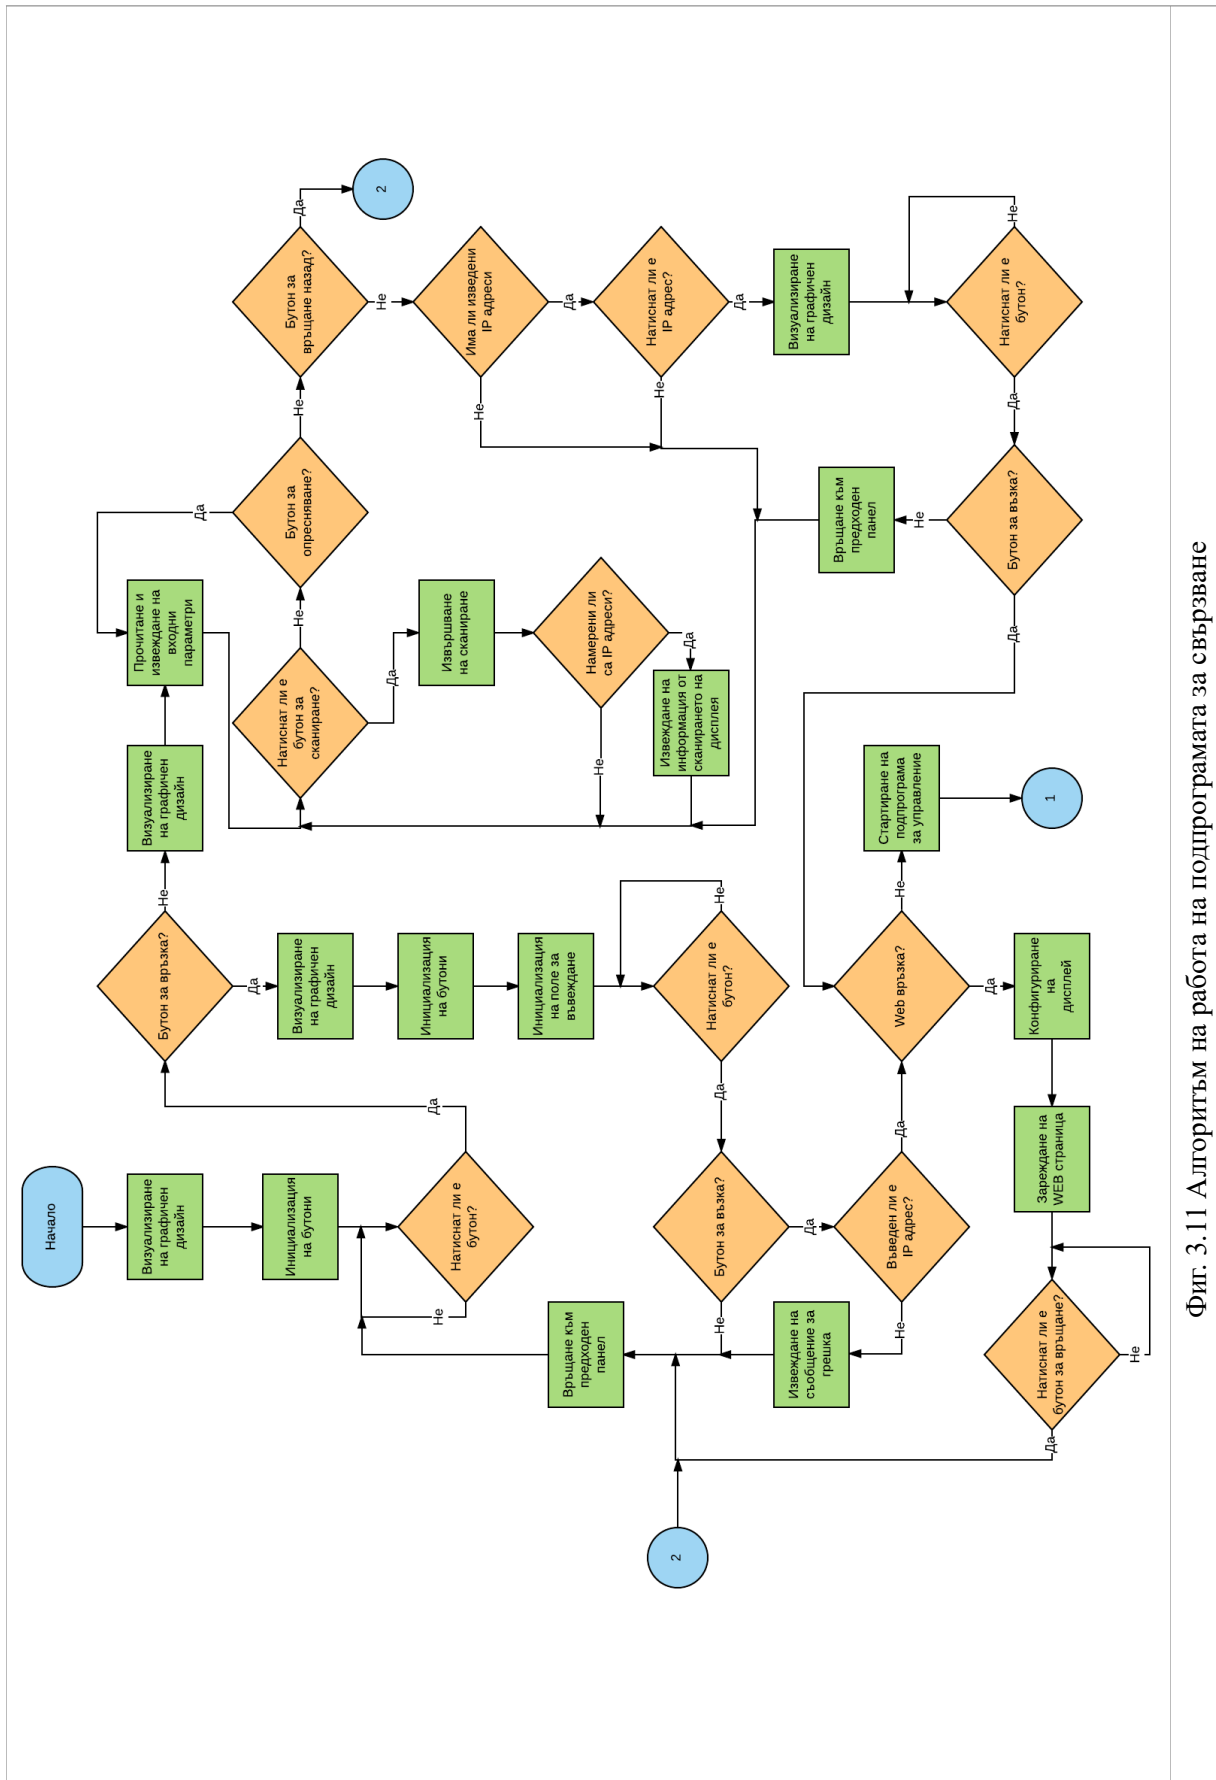 Начало
Визуализиране
на графичен
дизайн
Инициализация
на бутони
Натиснат ли е
бутон?
Не
Да
Бутон за връзка?
Не
Да
Визуализиране
на графичен
дизайн
Прочитане и
извеждане на
входни
параметри
Натиснат ли е
бутон за
сканиране?
Не
Да
Бутон за
опресняване?
Да
Не
Бутон за
връщане назад?
Да
2
Не
Има ли изведени
IP адреси
Не
Да
Натиснат ли е
IP адрес?
Не
Да
Визуализиране
на графичен
дизайн
Натиснат ли е
бутон?
Не
Да
Бутон за възка?
Не
Да
Връщане към
предходен
панел
Извършване
на сканиране
Намерени ли
са IP адреси?
Не
Да
Извеждане на
информация от
сканирането на
дисплея
Визуализиране
на графичен
дизайн
Инициализация
на бутони
Инициализация
на поле за
въвеждане
Натиснат ли е
бутон?
Не
Да
Бутон за възка?
Не
Да
Въведен ли е
IP адрес?
Не
Да
Извеждане на
съобщение за
грешка
Връщане към
предходен
панел
Web връзка?
Не
Да
Стартиране на
подпрограма
за управление
1
Конфигуриране
на
дисплей
Зареждане на
WEB страница
Натиснат ли е
бутон за връщане?
Не
Да
2
Фиг. 3.11 Алгоритъм на работа на подпрограмата за свързване